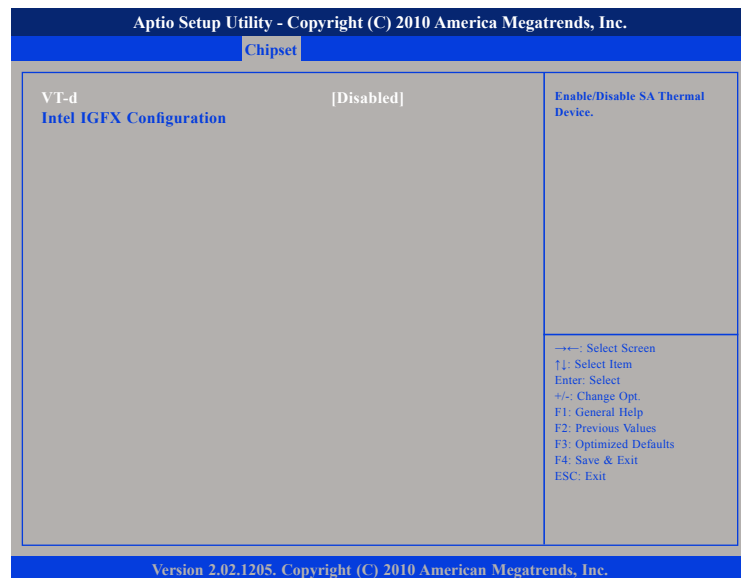 Aptio Setup Utility - Copyright (C) 2010 America Megatrends, Inc.
Chipset
VT-d [Disabled]
Intel IGFX Configuration
Enable/Disable SA Thermal
Device.
→←: Select Screen
↑↓: Select Item
Enter: Select
+/-: Change Opt.
F1: General Help
F2: Previous Values
F3: Optimized Defaults
F4: Save & Exit
ESC: Exit
Version 2.02.1205. Copyright (C) 2010 American Megatrends, Inc.